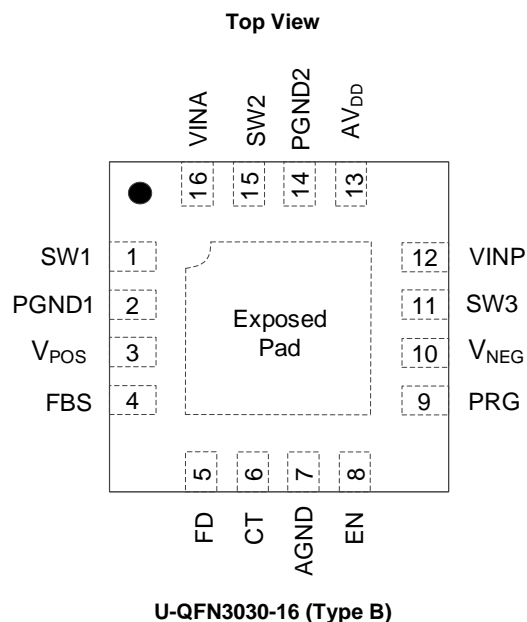 Top View
VINA
SW2
PGND2
AVDD
16
15
14
13
SW1 1
PGND1 2
VPOS 3
FBS 4
12 VINP
11 SW3
10 VNEG
9 PRG
Exposed
Pad
5
6
7
8
FD
CT
AGND
EN
U-QFN3030-16 (Type B)